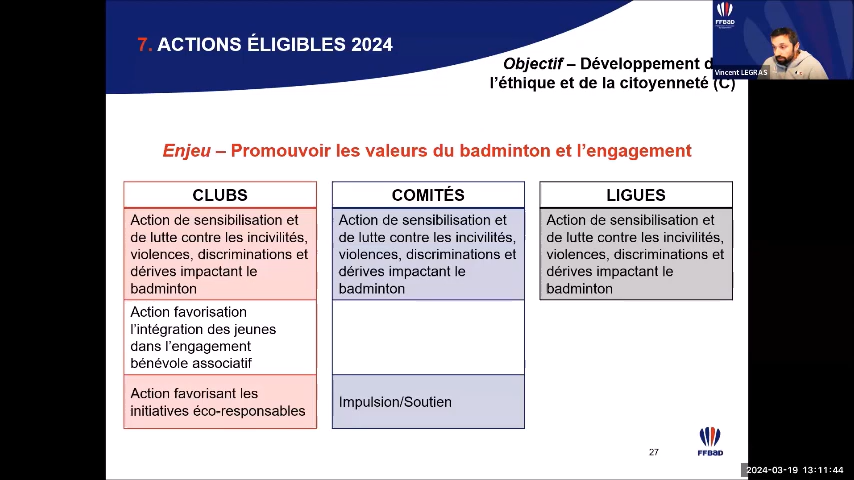 7. ACTIONS ÉLIGIBLES 2024
FFBaD
Vincent LEGRAS
Objectif – Développement d
l'éthique et de la citoyenneté (C)
Enjeu – Promouvoir les valeurs du badminton et l'engagement
CLUBS
Action de sensibilisation et
de lutte contre les incivilités,
violences, discriminations et
dérives impactant le
badminton
Action favorisation
l'intégration des jeunes
dans l'engagement
bénévole associatif
Action favorisant les
initiatives éco-responsables
COMITÉS
Action de sensibilisation et
de lutte contre les incivilités,
violences, discriminations et
dérives impactant le
badminton
Impulsion/Soutien
LIGUES
Action de sensibilisation et
de lutte contre les incivilités,
violences, discriminations et
dérives impactant le
badminton
27
FFBaD
2024-03-19 13:11:44